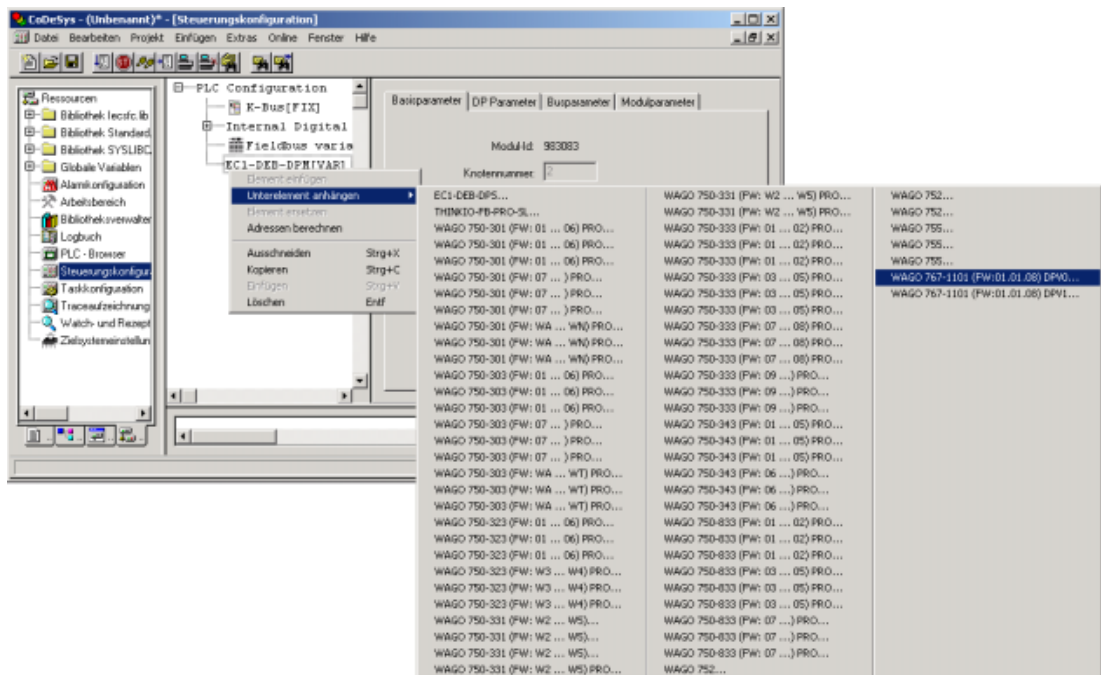 CoDeSys - (Unbenannt)* - [Steuerungskonfiguration]
Datei Bearbeiten Projekt Einfügen Extras Online Fenster Hilfe
Ressourcen
Bibliothek Iecsfc.lib
Bibliothek Standard.
Bibliothek SYSLIBC
Globale Variablen
Alarmkonfiguration
Arbeitsbereich
Bibliotheksverwalter
Logbuch
PLC - Browser
Steuerungskonfigur
Taskkonfiguration
Traceaufzeichnung
Watch- und Rezept
Zielsystemeinstellun
PLC Configuration
K-Bus[FIX]
Internal Digital
Fieldbus varia
EC1-DEB-DPM[VAR]
Basisparameter DP Parameter Busparameter Modulparameter
Modul-Id: 983083
Knotennummer: 2
Element einfügen
Unterelement anhängen
Element ersetzen
Adressen berechnen
Ausschneiden Strg+X
Kopieren Strg+C
Einfügen Strg+V
Löschen Entf
EC1-DEB-DPS...
THINKIO-FB-PRO-SL...
WAGO 750-301 (FW: 01 ... 06) PRO...
WAGO 750-301 (FW: 01 ... 06) PRO...
WAGO 750-301 (FW: 01 ... 06) PRO...
WAGO 750-301 (FW: 07 ... ) PRO...
WAGO 750-301 (FW: 07 ... ) PRO...
WAGO 750-301 (FW: 07 ... ) PRO...
WAGO 750-301 (FW: WA ... WN) PRO...
WAGO 750-301 (FW: WA ... WN) PRO...
WAGO 750-301 (FW: WA ... WN) PRO...
WAGO 750-303 (FW: 01 ... 06) PRO...
WAGO 750-303 (FW: 01 ... 06) PRO...
WAGO 750-303 (FW: 01 ... 06) PRO...
WAGO 750-303 (FW: 07 ... ) PRO...
WAGO 750-303 (FW: 07 ... ) PRO...
WAGO 750-303 (FW: 07 ... ) PRO...
WAGO 750-303 (FW: WA ... WT) PRO...
WAGO 750-303 (FW: WA ... WT) PRO...
WAGO 750-303 (FW: WA ... WT) PRO...
WAGO 750-323 (FW: 01 ... 06) PRO...
WAGO 750-323 (FW: 01 ... 06) PRO...
WAGO 750-323 (FW: 01 ... 06) PRO...
WAGO 750-323 (FW: W3 ... W4) PRO...
WAGO 750-323 (FW: W3 ... W4) PRO...
WAGO 750-323 (FW: W3 ... W4) PRO...
WAGO 750-331 (FW: W2 ... W5)...
WAGO 750-331 (FW: W2 ... W5)...
WAGO 750-331 (FW: W2 ... W5)...
WAGO 750-331 (FW: W2 ... W5) PRO...
WAGO 750-331 (FW: W2 ... W5) PRO...
WAGO 750-331 (FW: W2 ... W5) PRO...
WAGO 750-333 (FW: 01 ... 02) PRO...
WAGO 750-333 (FW: 01 ... 02) PRO...
WAGO 750-333 (FW: 01 ... 02) PRO...
WAGO 750-333 (FW: 03 ... 05) PRO...
WAGO 750-333 (FW: 03 ... 05) PRO...
WAGO 750-333 (FW: 03 ... 05) PRO...
WAGO 750-333 (FW: 07 ... 08) PRO...
WAGO 750-333 (FW: 07 ... 08) PRO...
WAGO 750-333 (FW: 07 ... 08) PRO...
WAGO 750-333 (FW: 09 ...) PRO...
WAGO 750-333 (FW: 09 ...) PRO...
WAGO 750-333 (FW: 09 ...) PRO...
WAGO 750-343 (FW: 01 ... 05) PRO...
WAGO 750-343 (FW: 01 ... 05) PRO...
WAGO 750-343 (FW: 01 ... 05) PRO...
WAGO 750-343 (FW: 06 ...) PRO...
WAGO 750-343 (FW: 06 ...) PRO...
WAGO 750-343 (FW: 06 ...) PRO...
WAGO 750-833 (FW: 01 ... 02) PRO...
WAGO 750-833 (FW: 01 ... 02) PRO...
WAGO 750-833 (FW: 01 ... 02) PRO...
WAGO 750-833 (FW: 03 ... 05) PRO...
WAGO 750-833 (FW: 03 ... 05) PRO...
WAGO 750-833 (FW: 03 ... 05) PRO...
WAGO 750-833 (FW: 07 ...) PRO...
WAGO 750-833 (FW: 07 ...) PRO...
WAGO 750-833 (FW: 07 ...) PRO...
WAGO 752...
WAGO 752...
WAGO 752...
WAGO 755...
WAGO 755...
WAGO 755...
WAGO 767-1101 (FW:01.01.08) DPV0...
WAGO 767-1101 (FW:01.01.08) DPV1...